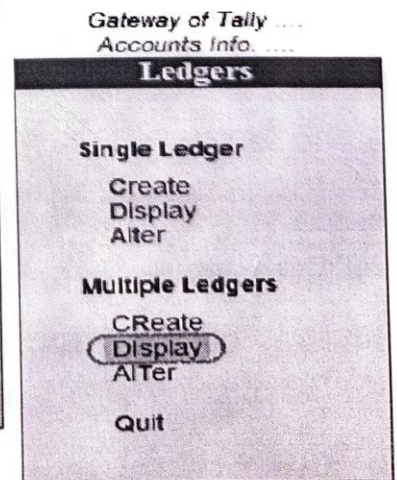 Gateway of Tally ....
Accounts Info. ....
Ledgers
Single Ledger
Create
Display
Alter
Multiple Ledgers
CReate
DIsplay
AlTer
Quit